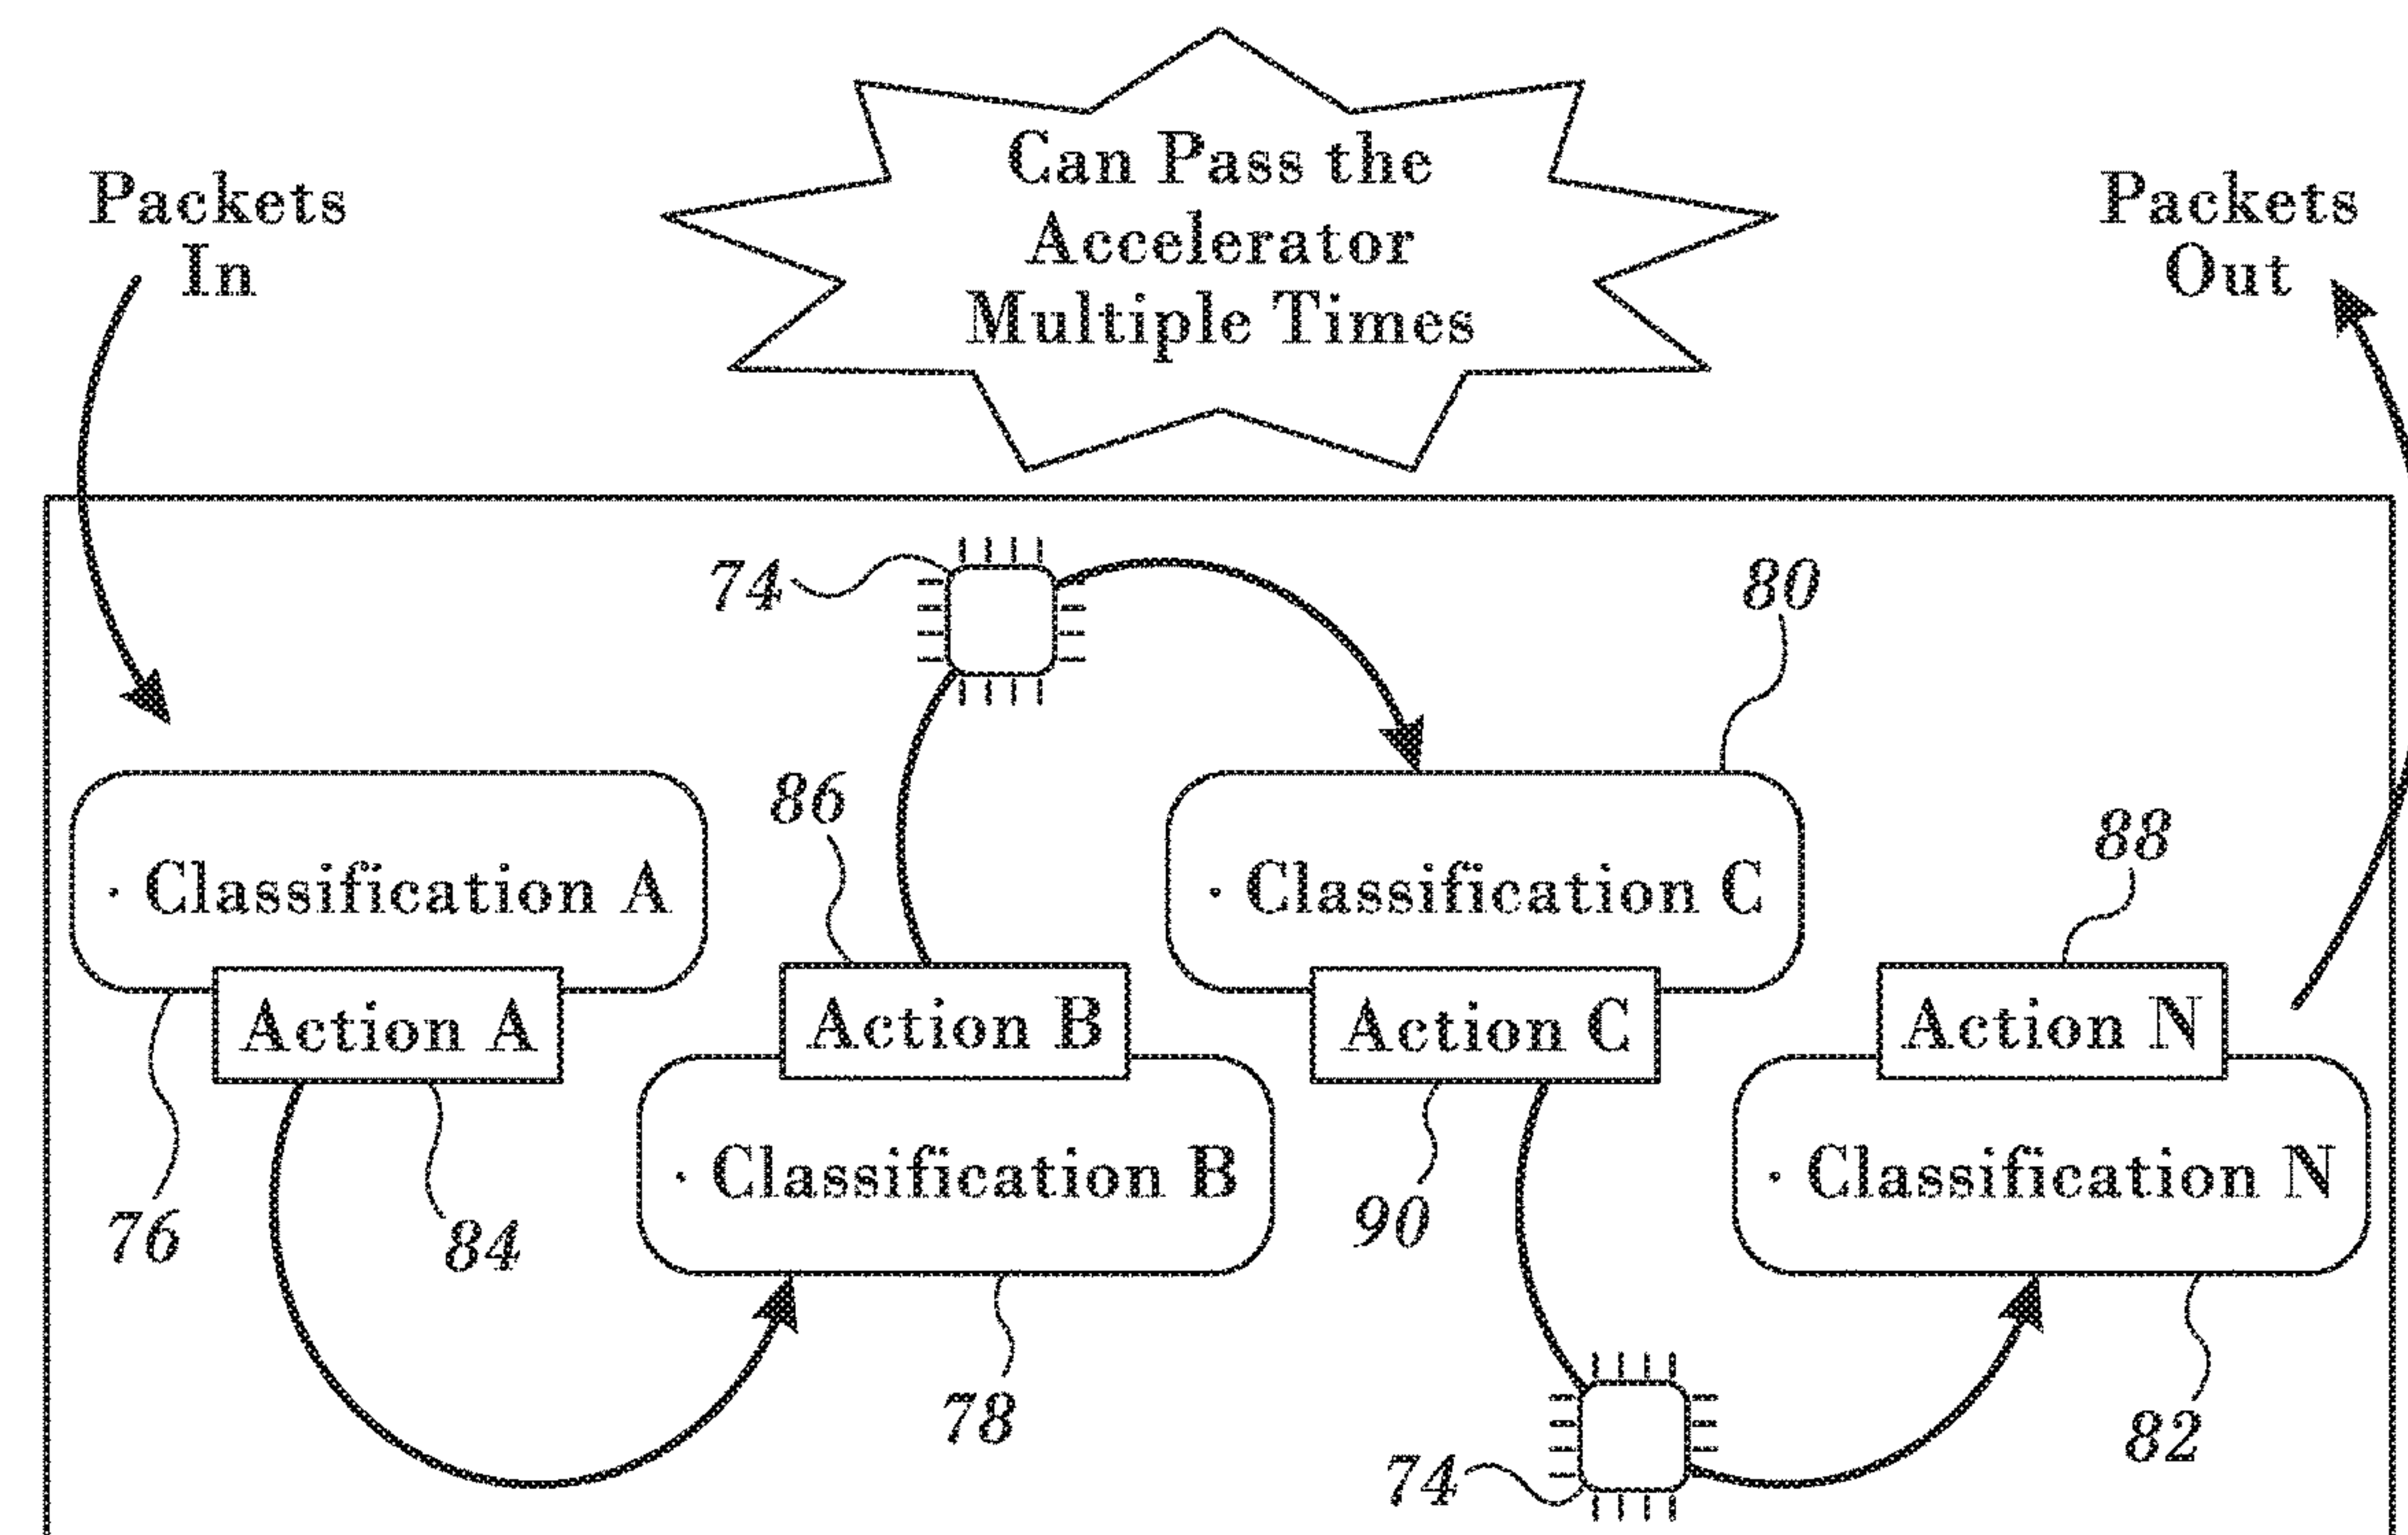 Packets
In
Can Pass the
Accelerator
Multiple Times
Packets
Out
74
80
86
88
· Classification A
· Classification C
Action A
Action B
Action C
Action N
· Classification B
· Classification N
76
84
90
78
82
74